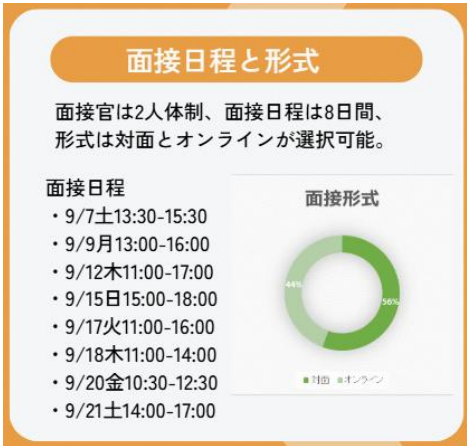 面接日程と形式
面接官は2人体制、面接日程は8日間、
形式は対面とオンラインが選択可能。
面接日程
・9/7土13:30-15:30
・9/9月13:00-16:00
・9/12木11:00-17:00
・9/15日15:00-18:00
・9/17火11:00-16:00
・9/18木11:00-14:00
・9/20金10:30-12:30
・9/21土14:00-17:00
面接形式
44%
56%
■対面 ■オンライン